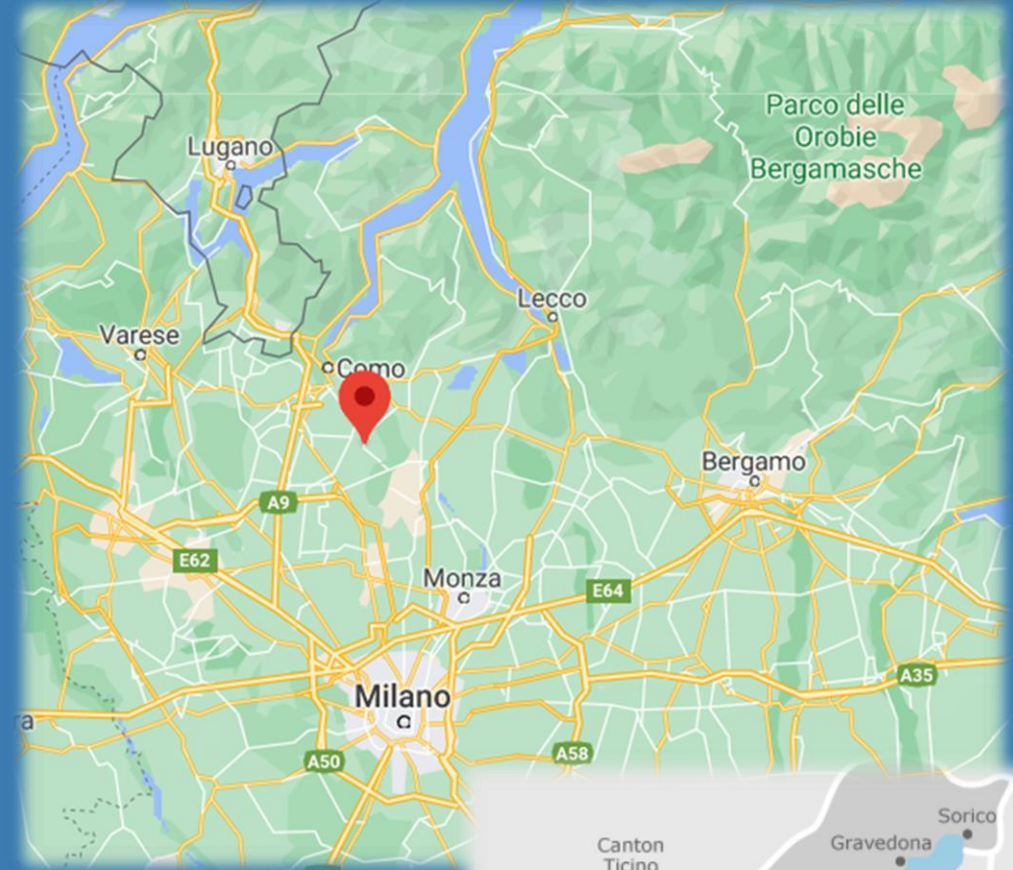 Parco delle
Orobie
Bergamasche
Lugano
Lecco
Varese
Como
Bergamo
A9
E62
Monza
E64
Milano
A35
ra
A50
A58
Sorico
Gravedona
Canton
Ticino